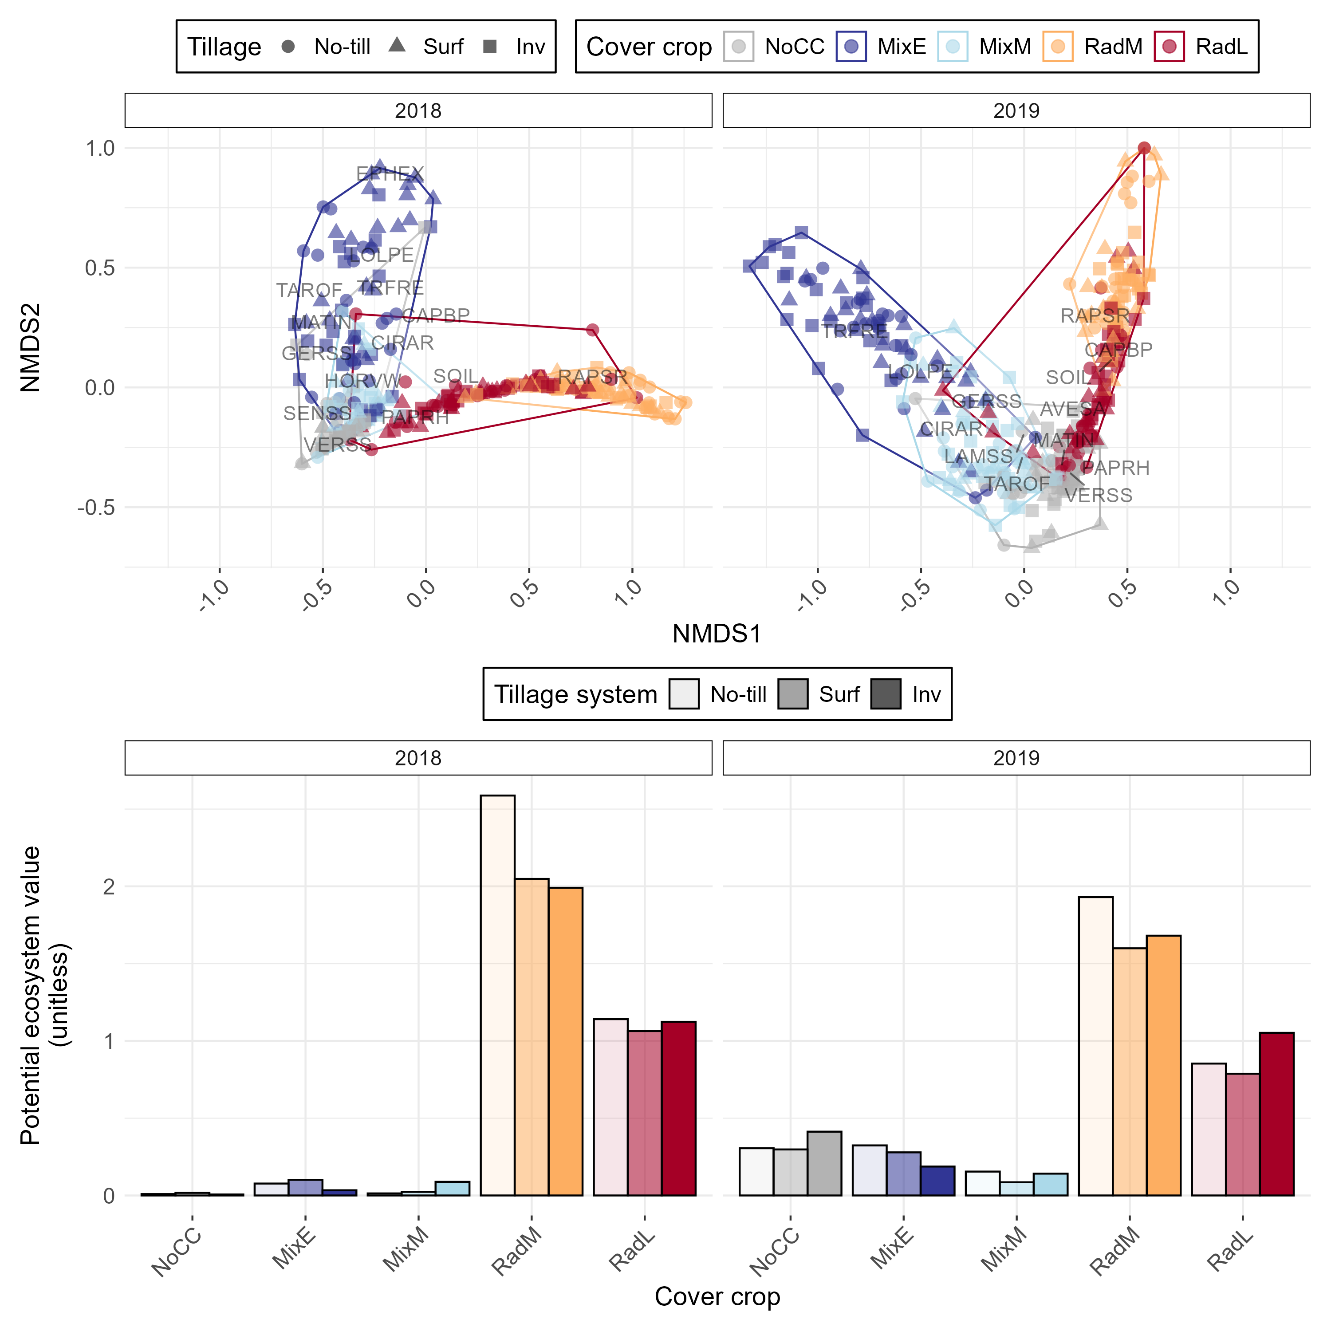 Tillage No-till Surf Inv
Cover crop NoCC MixE MixM RadM RadL
2018 2019
NMDS2
1.0
0.5
0.0
-0.5
EPHEX
LOLPE
TAROF TRFRE
MATIN CAPBP
GERSS CIRAR
HORVW SOIL RAPSR
SENSS PAPRH
VERSS
TRFRE RAPSR
LOLPE CAPBP
SOIL
GERSS AVESA
CIRAR MATIN
LAMSS PAPRH
TAROF VERSS
-1.0 -0.5 0.0 0.5 1.0 -1.0 -0.5 0.0 0.5 1.0
NMDS1
Tillage system No-till Surf Inv
2018 2019
Potential ecosystem value
(unitless)
2
1
0
NoCC MixE MixM RadM RadL NoCC MixE MixM RadM RadL
Cover crop